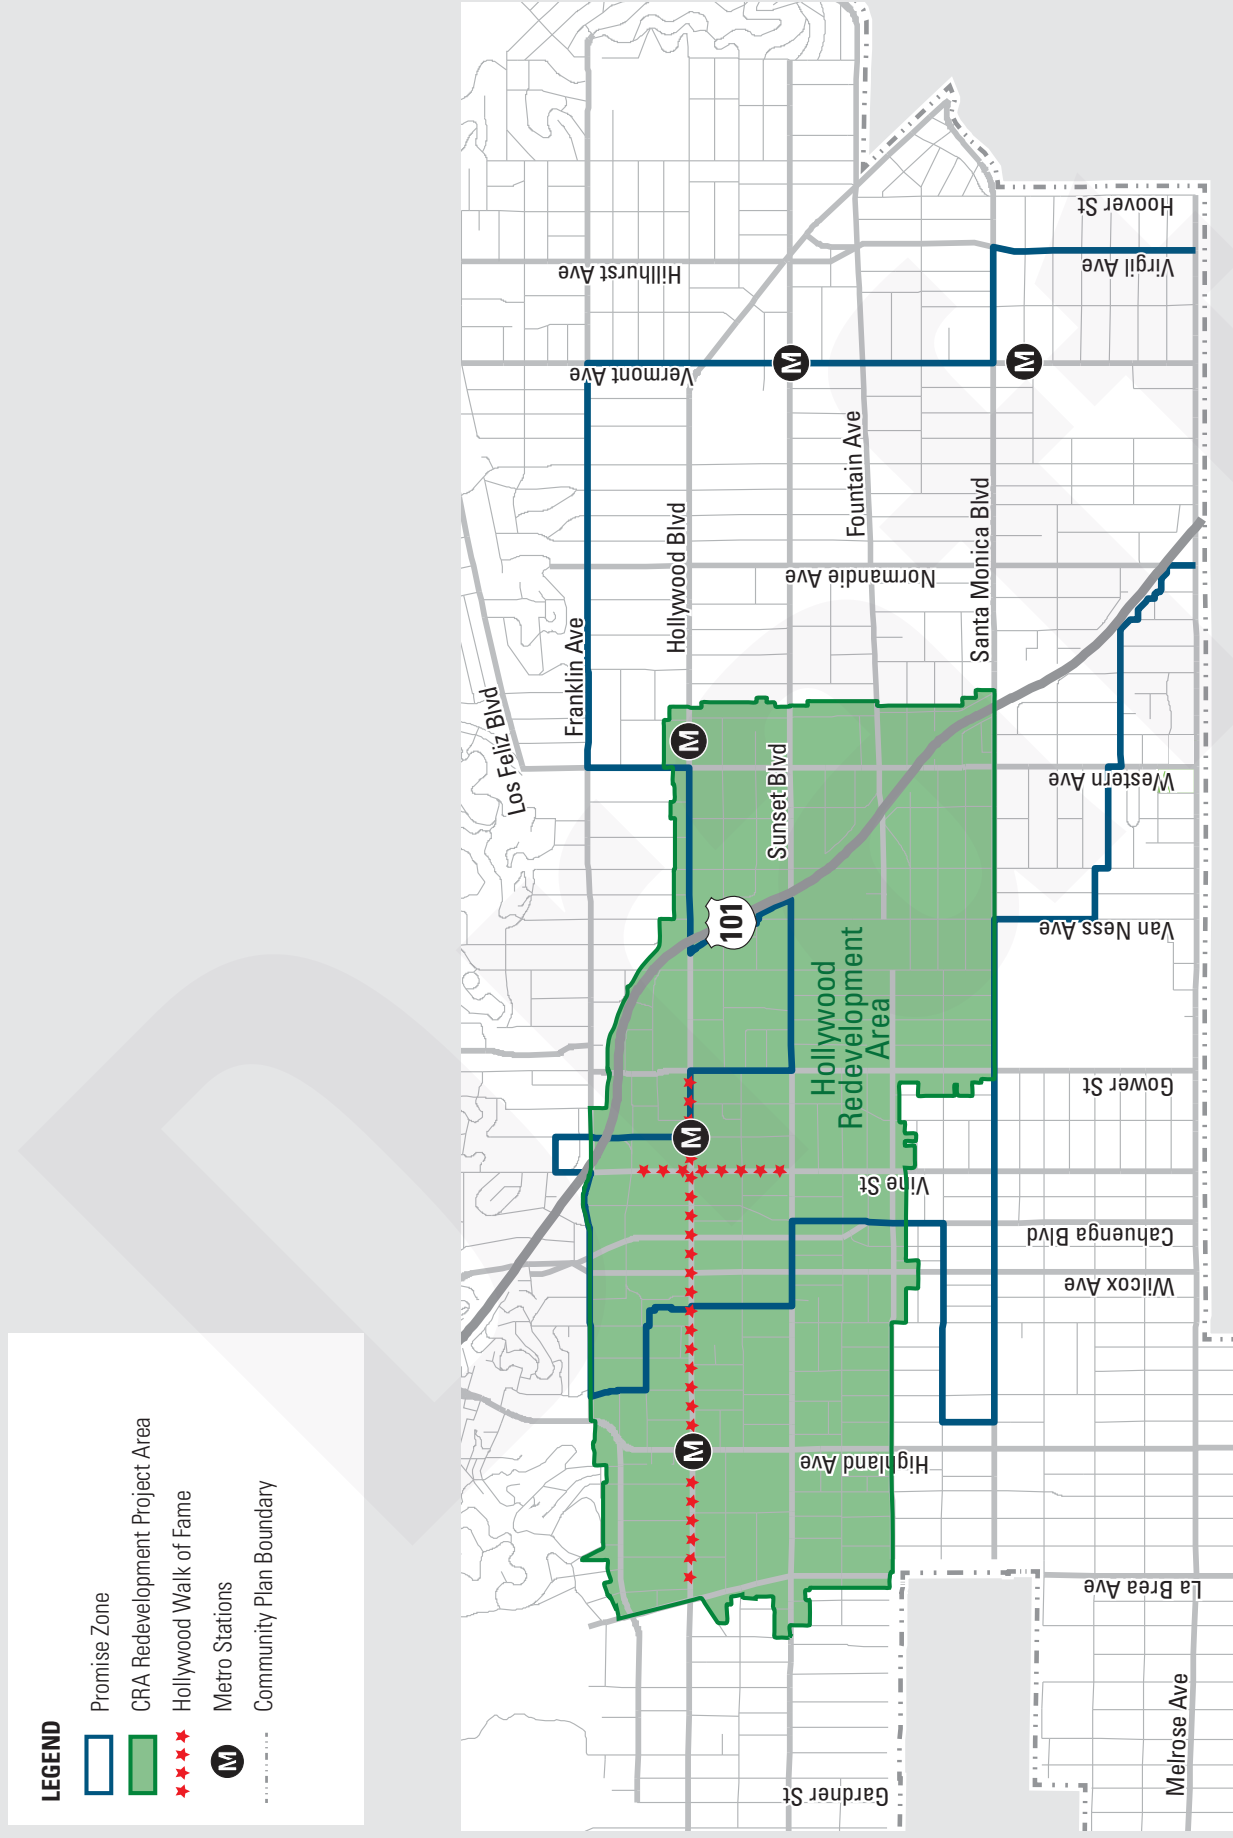 LEGEND
Promise Zone
CRA Redevelopment Project Area
Hollywood Walk of Fame
M
Metro Stations
Community Plan Boundary
Los Feliz Blvd
Franklin Ave
Hollywood Blvd
Sunset Blvd
Fountain Ave
Santa Monica Blvd
Melrose Ave
Gardner St
La Brea Ave
Highland Ave
Wilcox Ave
Cahuenga Blvd
Vine St
Gower St
Van Ness Ave
Western Ave
Normandie Ave
Vermont Ave
Hillhurst Ave
Virgil Ave
Hoover St
Hollywood
Redevelopment
Area
101
M
M
M
M
M